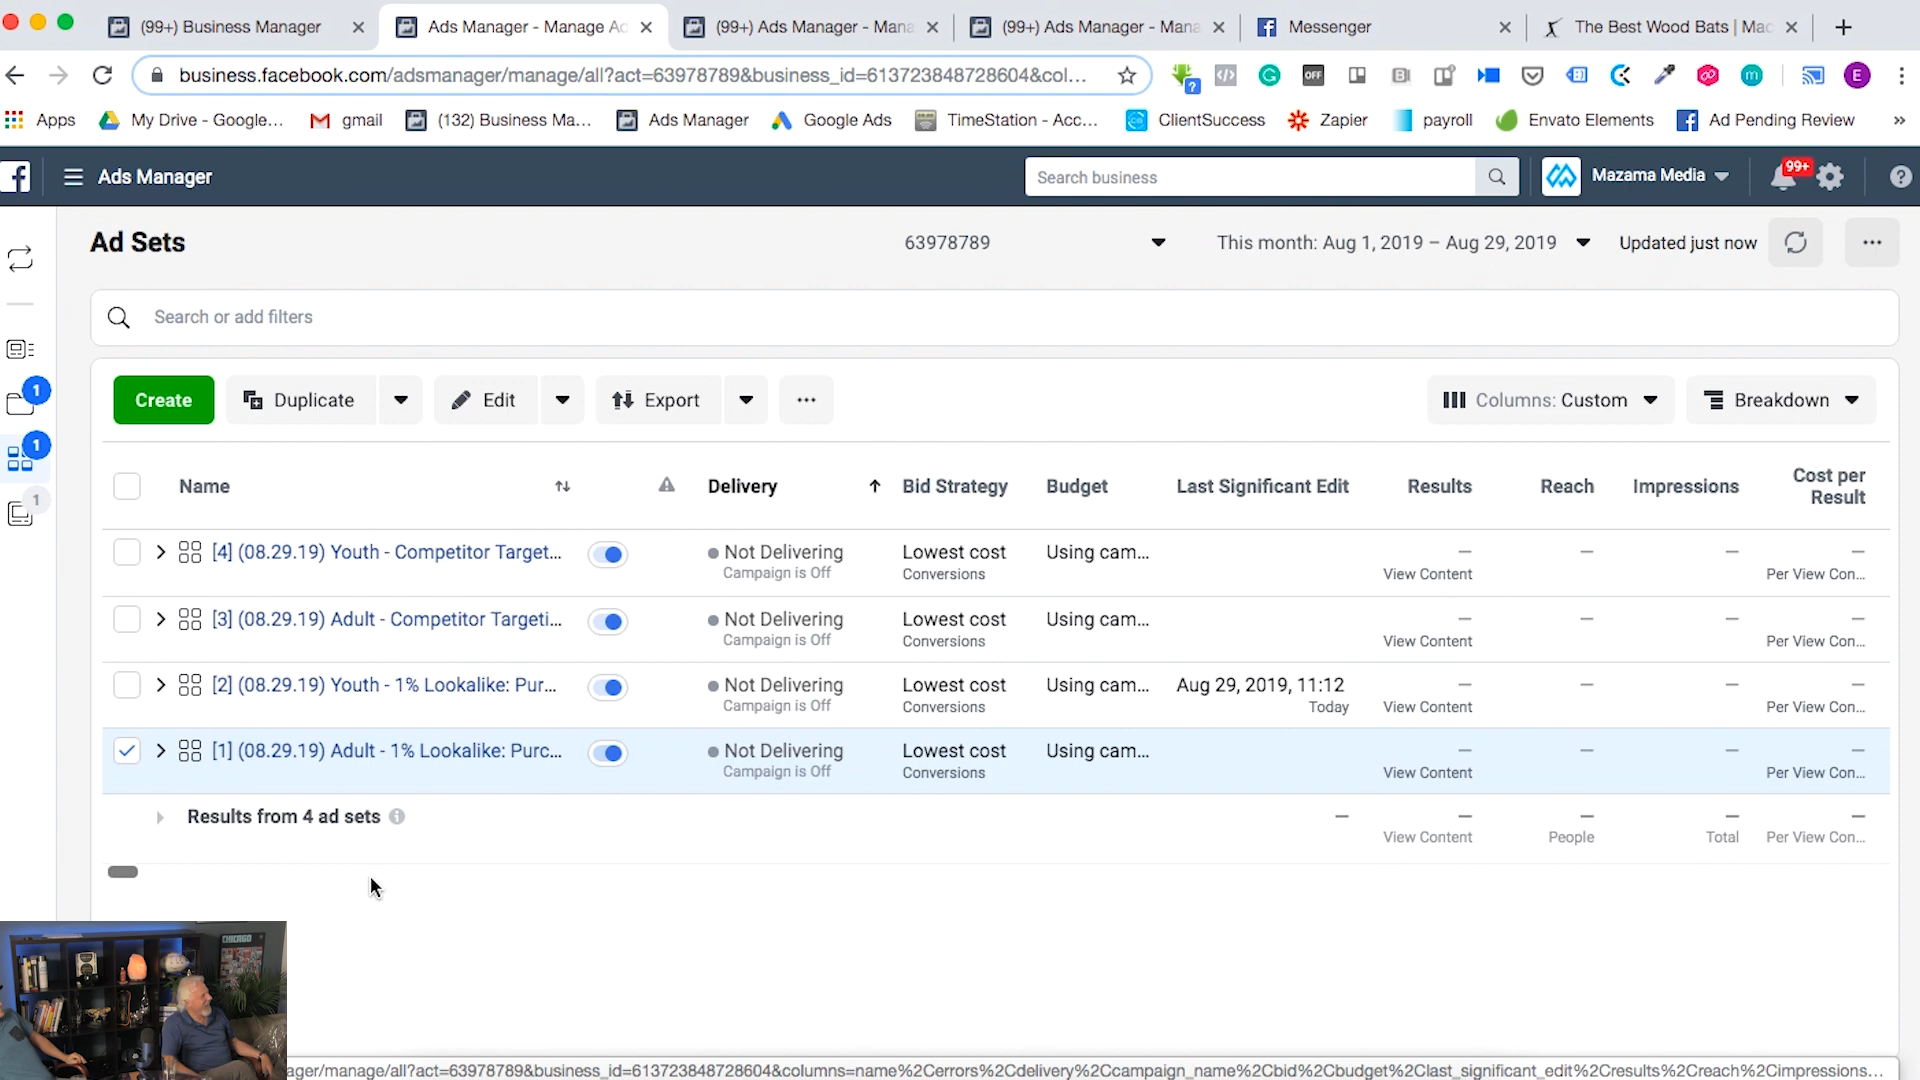 (99+) Business Manager
Ads Manager - Manage Ad
(99+) Ads Manager - Mana
(99+) Ads Manager - Mana
Messenger
The Best Wood Bats | Mac
business.facebook.com/adsmanager/manage/all?act=63978789&business_id=613723848728604&col...
OFF
E
Apps
My Drive - Google...
gmail
(132) Business Ma...
Ads Manager
Google Ads
TimeStation - Acc...
ClientSuccess
Zapier
payroll
Envato Elements
Ad Pending Review
»
Ads Manager
Search business
Mazama Media
99+
Ad Sets
63978789
This month: Aug 1, 2019 – Aug 29, 2019
Updated just now
Search or add filters
1
1
1
Create
Duplicate
Edit
Export
Columns: Custom
Breakdown
Name
Delivery
Bid Strategy
Budget
Last Significant Edit
Results
Reach
Impressions
Cost per
Result
[4] (08.29.19) Youth - Competitor Target...
Not Delivering
Lowest cost
Using cam...
—
—
—
—
Campaign is Off
Conversions
View Content
Per View Con...
[3] (08.29.19) Adult - Competitor Targeti...
Not Delivering
Lowest cost
Using cam...
—
—
—
—
Campaign is Off
Conversions
View Content
Per View Con...
[2] (08.29.19) Youth - 1% Lookalike: Pur...
Not Delivering
Lowest cost
Using cam...
Aug 29, 2019, 11:12
—
—
—
—
Campaign is Off
Conversions
Today
View Content
Per View Con...
[1] (08.29.19) Adult - 1% Lookalike: Purc...
Not Delivering
Lowest cost
Using cam...
—
—
—
—
Campaign is Off
Conversions
View Content
Per View Con...
Results from 4 ad sets
—
—
—
—
—
View Content
People
Total
Per View Con...
CHICAGO
ager/manage/all?act=63978789&business_id=613723848728604&columns=name%2Cerrors%2Cdelivery%2Ccampaign_name%2Cbid%2Cbudget%2Clast_significant_edit%2Cresults%2Creach%2Cimpressions...